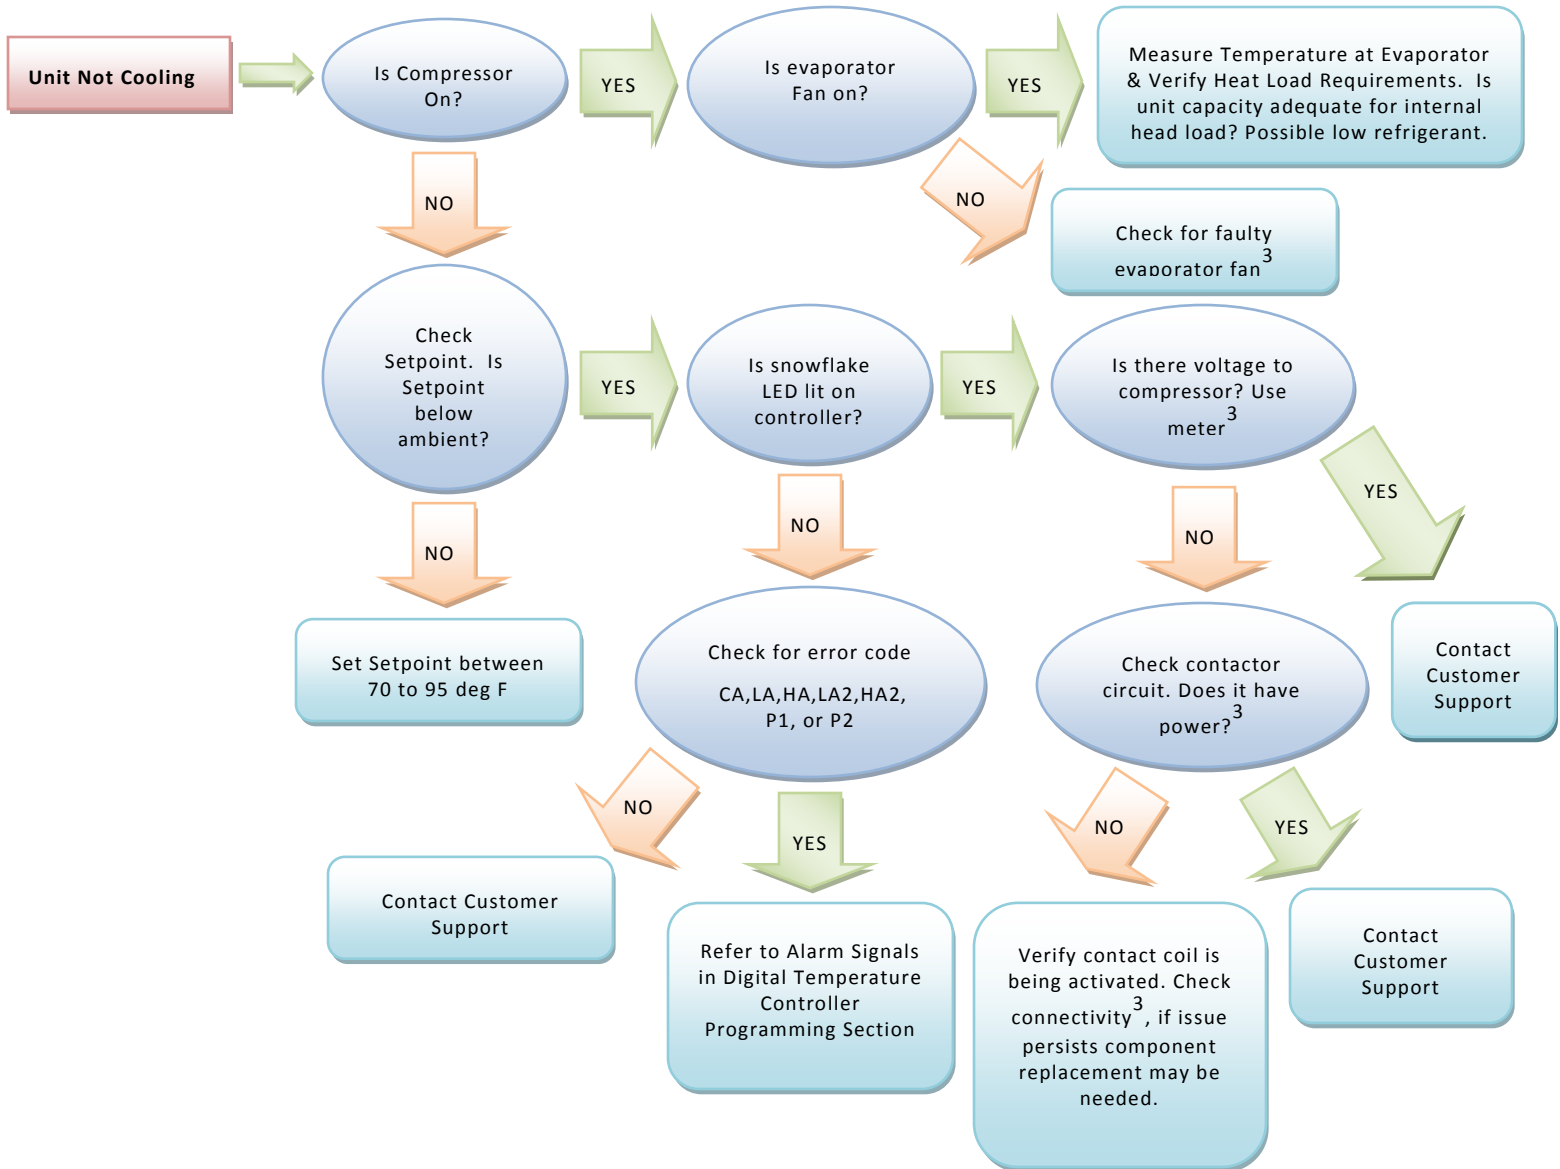 Unit Not Cooling
Is Compressor
On?
YES
Is evaporator
Fan on?
YES
Measure Temperature at Evaporator
& Verify Heat Load Requirements.  Is
unit capacity adequate for internal
head load? Possible low refrigerant.
NO
NO
Check for faulty
evaporator fan3
Check
Setpoint.  Is
Setpoint
below
ambient?
YES
Is snowflake
LED lit on
controller?
YES
Is there voltage to
compressor? Use
meter3
YES
NO
NO
NO
Set Setpoint between
70 to 95 deg F
Check for error code
CA,LA,HA,LA2,HA2,
P1, or P2
Check contactor
circuit. Does it have
power?3
Contact
Customer
Support
NO
YES
NO
YES
Contact Customer
Support
Refer to Alarm Signals
in Digital Temperature
Controller
Programming Section
Verify contact coil is
being activated. Check
connectivity3, if issue
persists component
replacement may be
needed.
Contact
Customer
Support